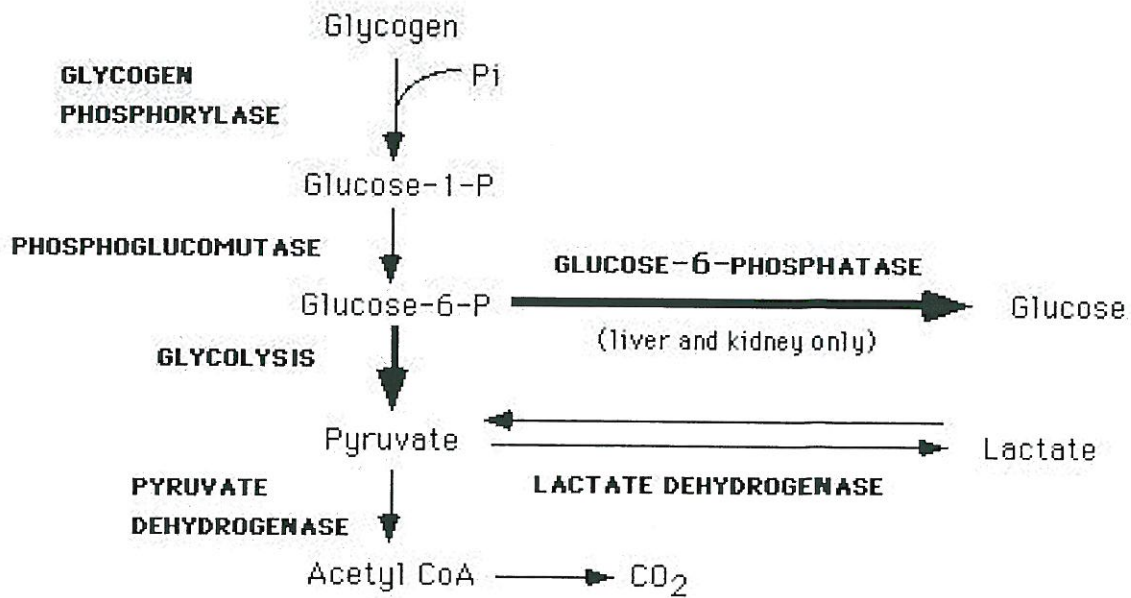 Glycogen
GLYCOGEN
PHOSPHORYLASE
Pi
Glucose-1-P
PHOSPHOGLUCOMUTASE
GLUCOSE-6-PHOSPHATASE
Glucose-6-P
Glucose
(liver and kidney only)
GLYCOLYSIS
Pyruvate
Lactate
PYRUVATE
DEHYDROGENASE
LACTATE DEHYDROGENASE
Acetyl CoA
CO₂